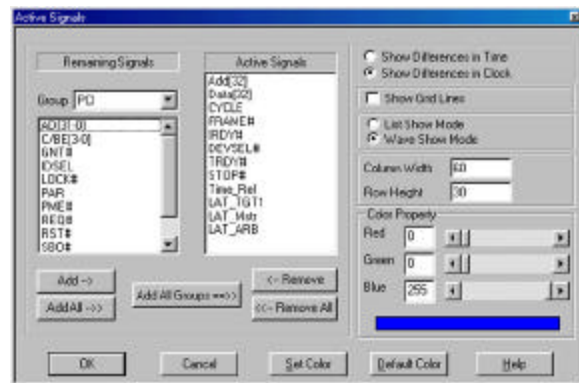 Active Signals
Remaining Signals
Group PCI
AD[31-0]
C/BE[3-0]
GNT#
IDSEL
LOCK#
PAR
PME#
REQ#
RST#
SBO#
Active Signals
Add[32]
Data[32]
CYCLE
FRAME#
IRDY#
DEVSEL#
TRDY#
STOP#
Time_Rel
LAT_TGT1
LAT_Mstr
LAT_ARB
Add ->
Add All ->>
Add All Groups ==>>
<- Remove
<<- Remove All
Show Differences in Time
Show Differences in Clock
Show Grid Lines
List Show Mode
Wave Show Mode
Column Width 60
Row Height 30
Color Property
Red 0
Green 0
Blue 255
OK
Cancel
Set Color
Default Color
Help